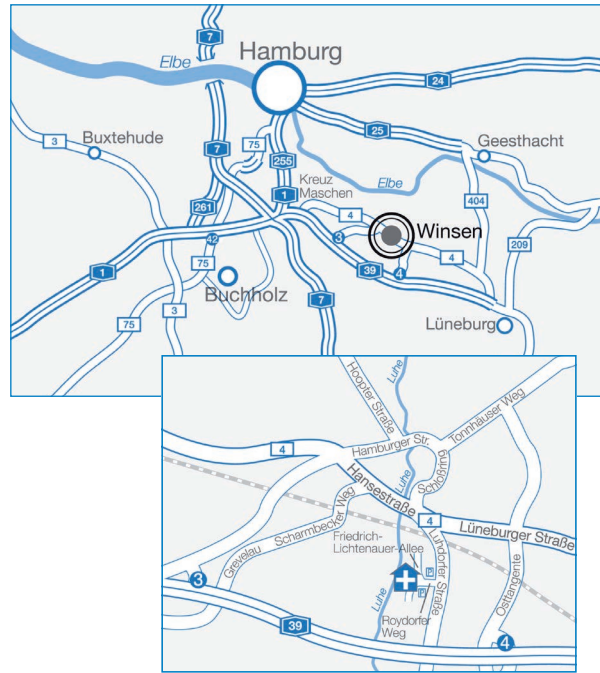 7
Elbe
Hamburg
24
3
Buxtehude
75
25
Geesthacht
7
255
Kreuz
Maschen
Elbe
1
404
261
4
Winsen
3
42
209
4
75
39
4
1
Buchholz
7
3
75
Lüneburg
Luhe
Hoopter Straße
Tönnhäuser Weg
Hamburger Str.
4
Schloßring
Hansestraße
Luhe
Scharmbecker Weg
4
Lüneburger Straße
Friedrich-
Lichtenauer-Allee
Luhdorfer Straße
Grevelau
P
3
P
Osttangente
Luhe
Roydorfer
Weg
39
4